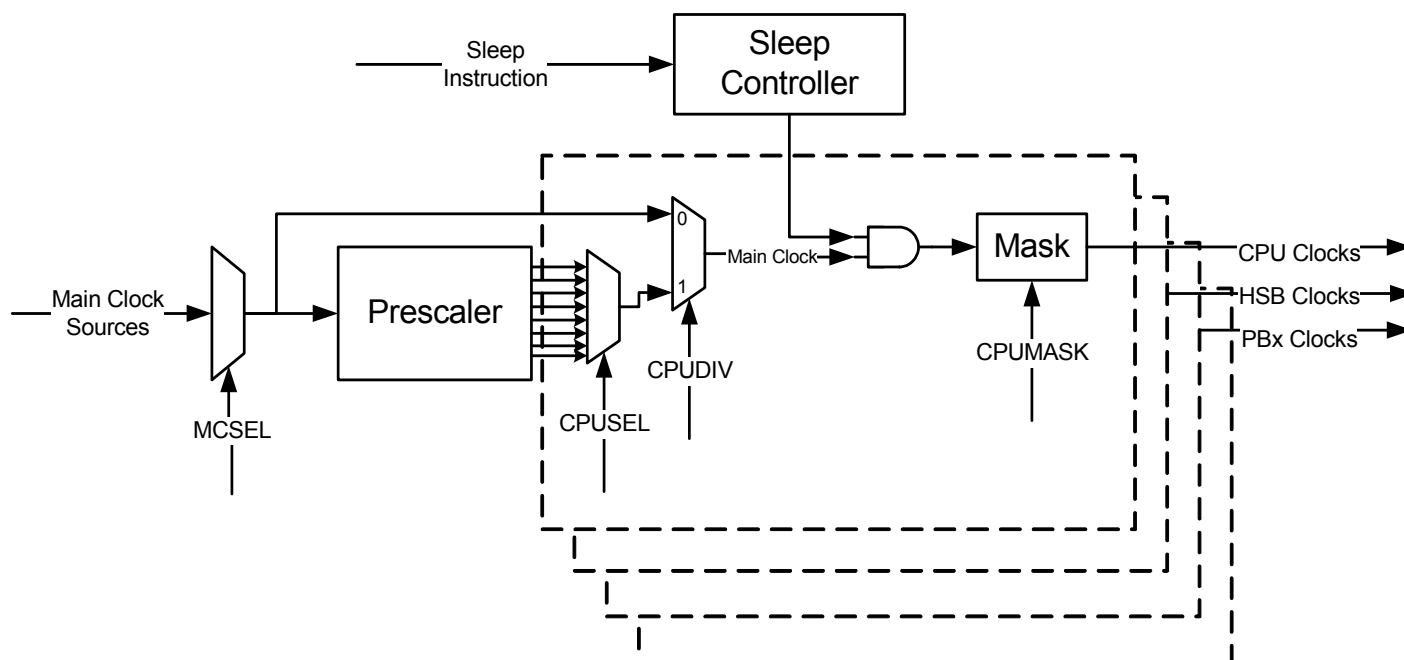 Sleep
Instruction
Sleep
Controller
Main Clock
Sources
Prescaler
0
1
Main Clock
Mask
CPU Clocks
HSB Clocks
PBx Clocks
MCSEL
CPUSEL
CPUDIV
CPUMASK